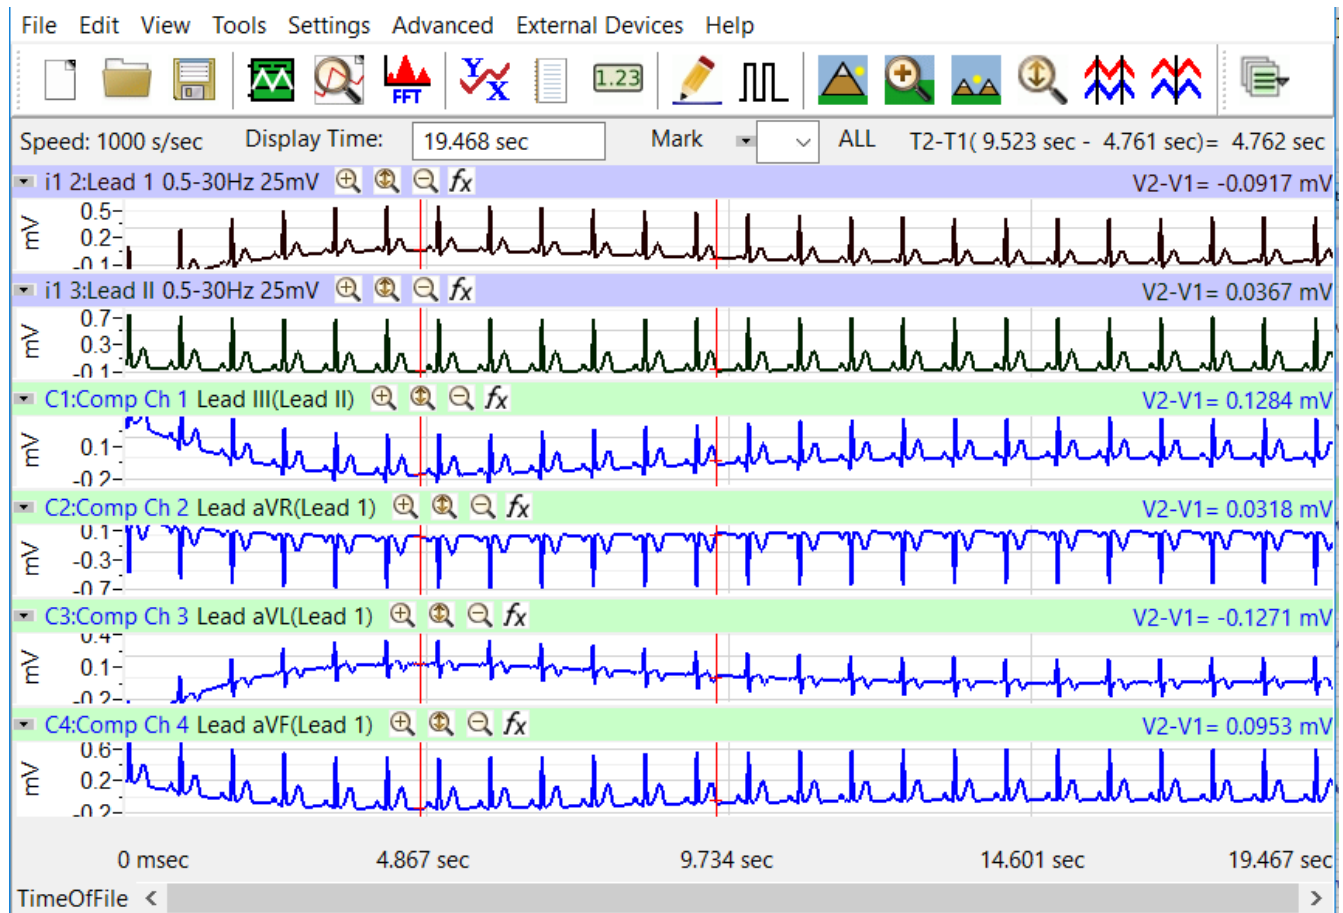 File Edit View Tools Settings Advanced External Devices Help
FFT Y X 1.23
Speed: 1000 s/sec Display Time: 19.468 sec Mark ALL T2-T1( 9.523 sec - 4.761 sec)= 4.762 sec
i1 2:Lead 1 0.5-30Hz 25mV fx V2-V1= -0.0917 mV
0.5-
mV 0.2-
-0.1-
i1 3:Lead II 0.5-30Hz 25mV fx V2-V1= 0.0367 mV
0.7-
mV 0.3-
-0.1-
C1:Comp Ch 1 Lead III(Lead II) fx V2-V1= 0.1284 mV
mV 0.1-
-0.2-
C2:Comp Ch 2 Lead aVR(Lead 1) fx V2-V1= 0.0318 mV
0.1-
mV -0.3-
-0.7-
C3:Comp Ch 3 Lead aVL(Lead 1) fx V2-V1= -0.1271 mV
0.4-
mV 0.1-
-0.2-
C4:Comp Ch 4 Lead aVF(Lead 1) fx V2-V1= 0.0953 mV
0.6-
mV 0.2-
-0.2-
0 msec 4.867 sec 9.734 sec 14.601 sec 19.467 sec
TimeOfFile < >